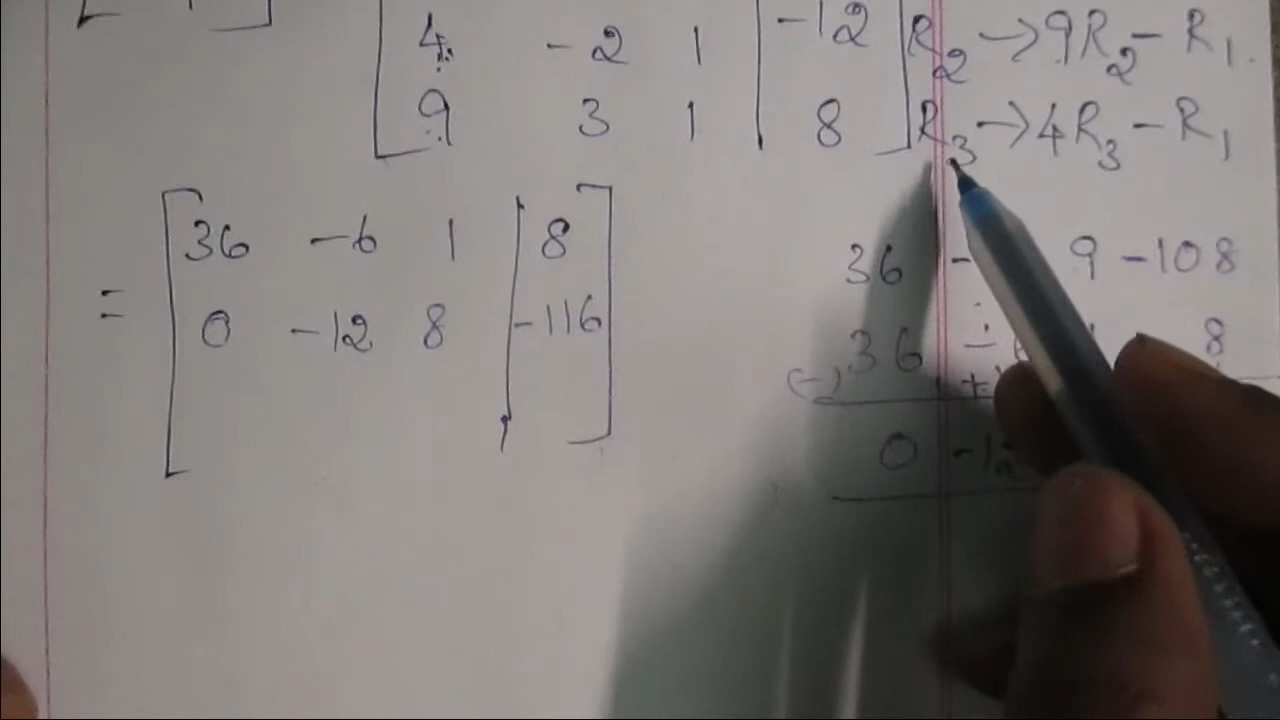 4 -2 1 | -12 R2 → 9R2 - R1
9 3 1 | 8 R3 → 4R3 - R1
36 -6 1 | 8
36 - 9 -108
= 0 -12 8 | -116
36 - 8
(-) +
0 -12